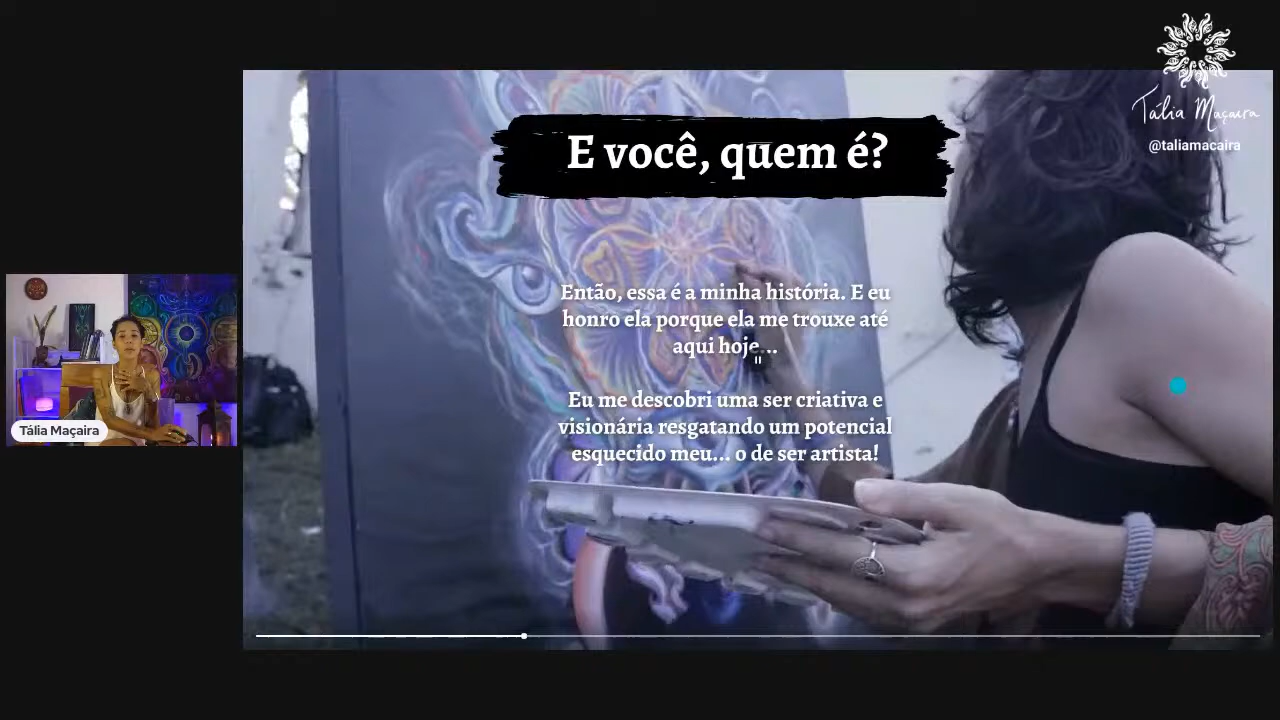 Tália Maçaira
@taliamacaira
E você, quem é?
Então, essa é a minha história. E eu
honro ela porque ela me trouxe até
aqui hoje...
Eu me descobri uma ser criativa e
visionária resgatando um potencial
esquecido meu... o de ser artista!
Tália Maçaira